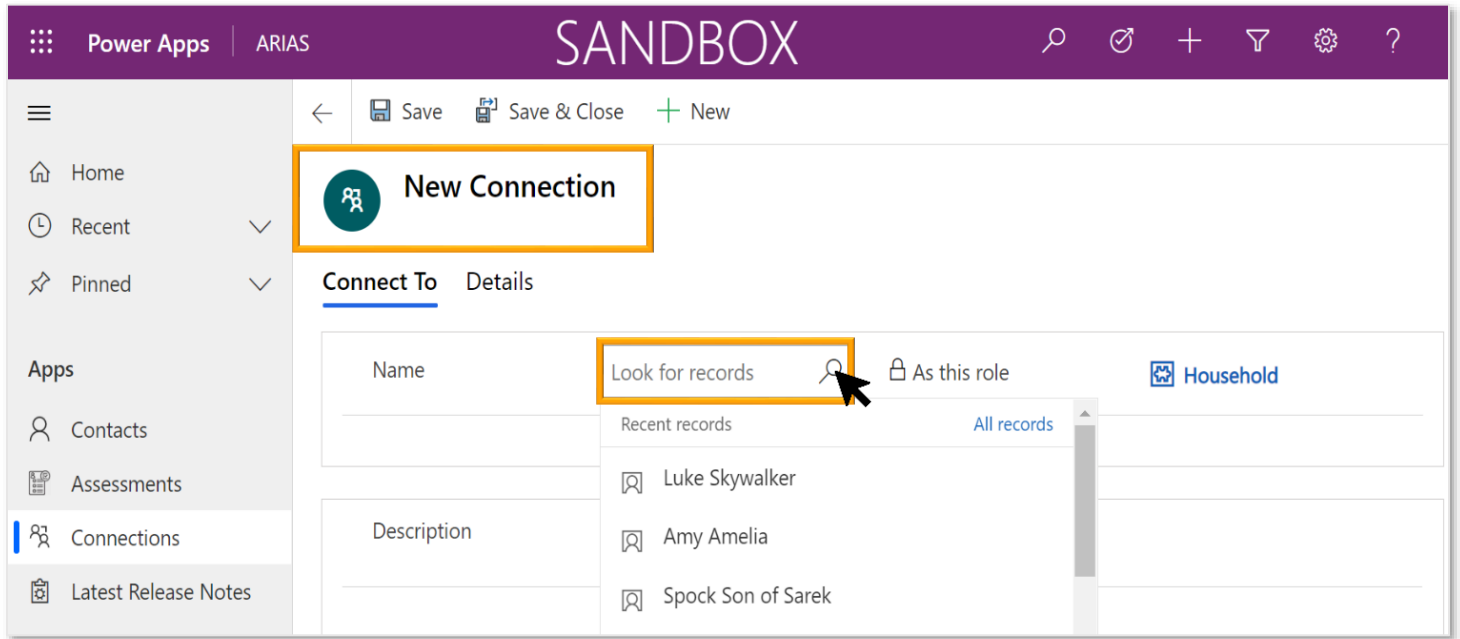 Power Apps ARIAS SANDBOX ?
Save Save & Close New
Home
New Connection
Recent
Pinned
Connect To Details
Apps
Name Look for records As this role Household
Recent records All records
Contacts
Luke Skywalker
Assessments
Description
Amy Amelia
Connections
Latest Release Notes
Spock Son of Sarek